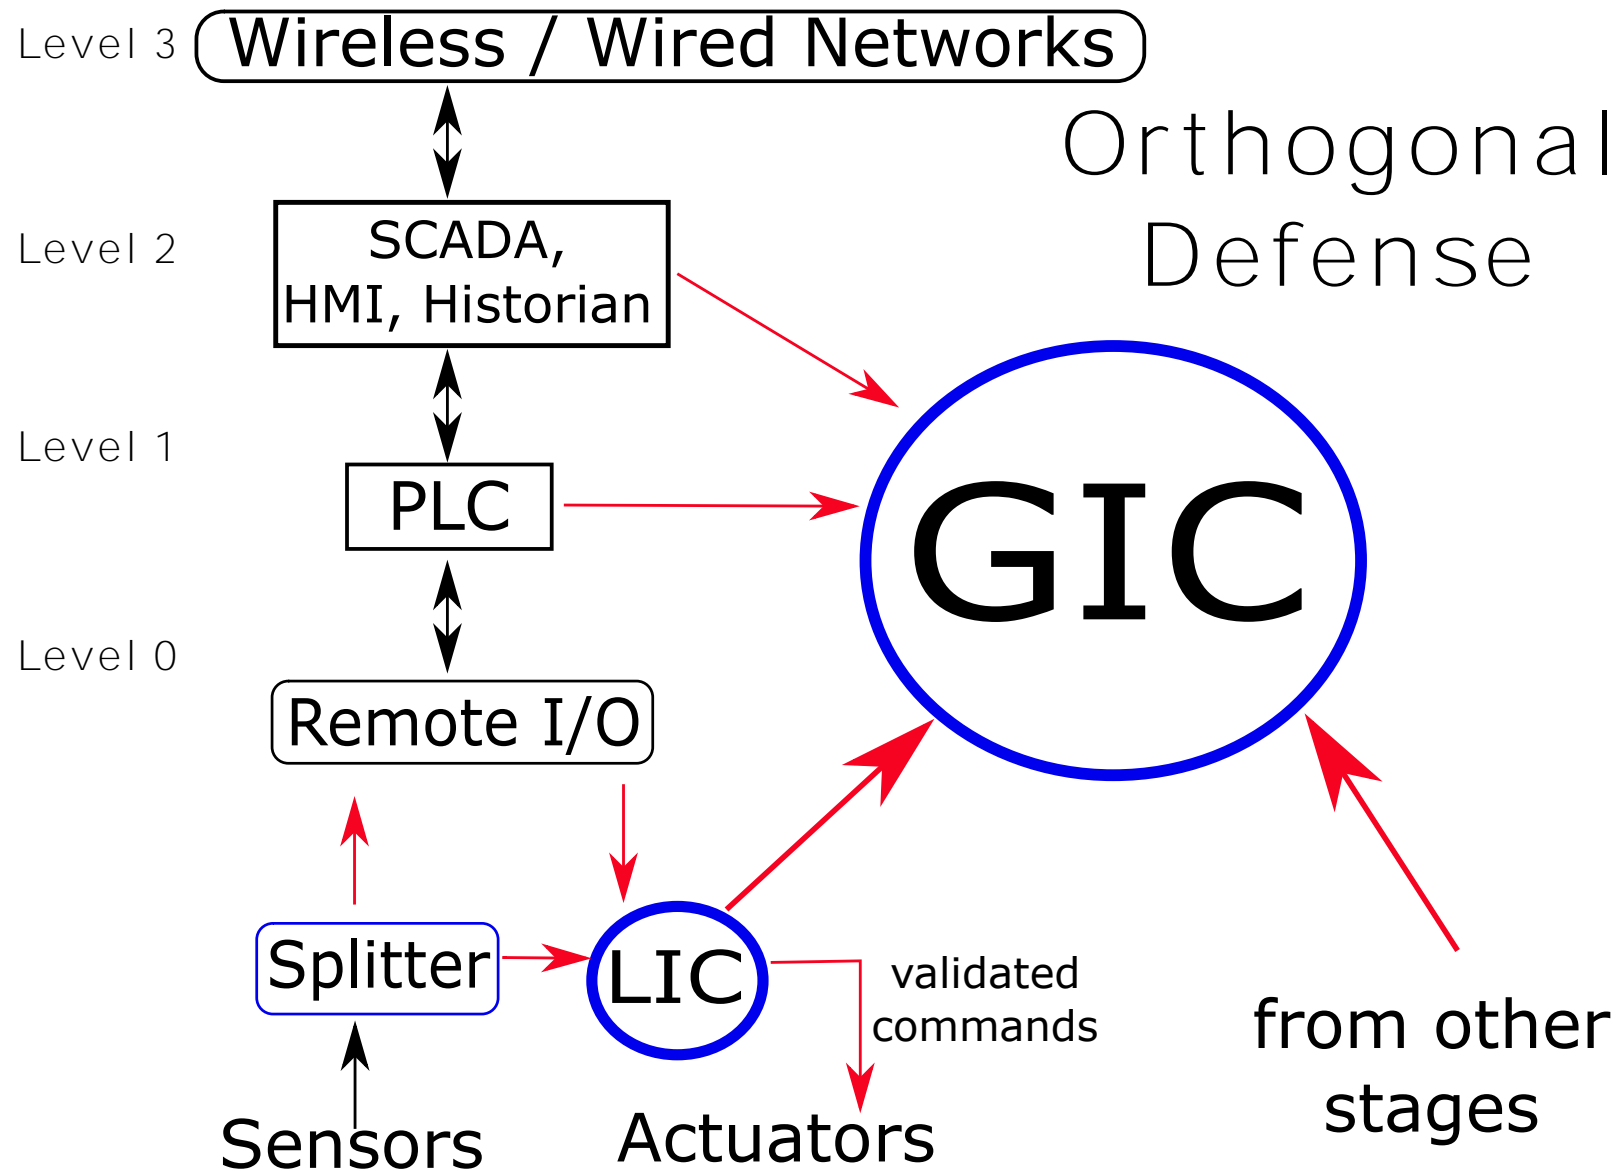 Level 3
Wireless / Wired Networks
Orthogonal
Defense
Level 2
SCADA,
HMI, Historian
Level 1
PLC
GIC
Level 0
Remote I/O
Splitter
LIC
validated
commands
from other
stages
Sensors
Actuators